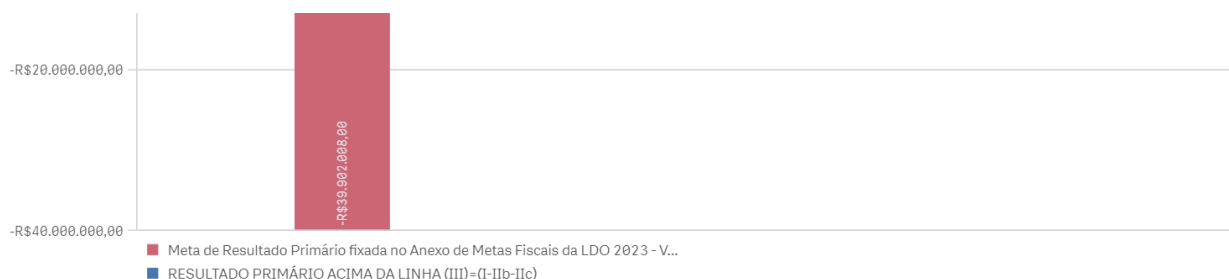 -R$20.000.000,00
-R$39.902.008,00
-R$40.000.000,00
Meta de Resultado Primário fixada no Anexo de Metas Fiscais da LDO 2023 - V...
RESULTADO PRIMÁRIO ACIMA DA LINHA (III)=(I-IIb-IIc)